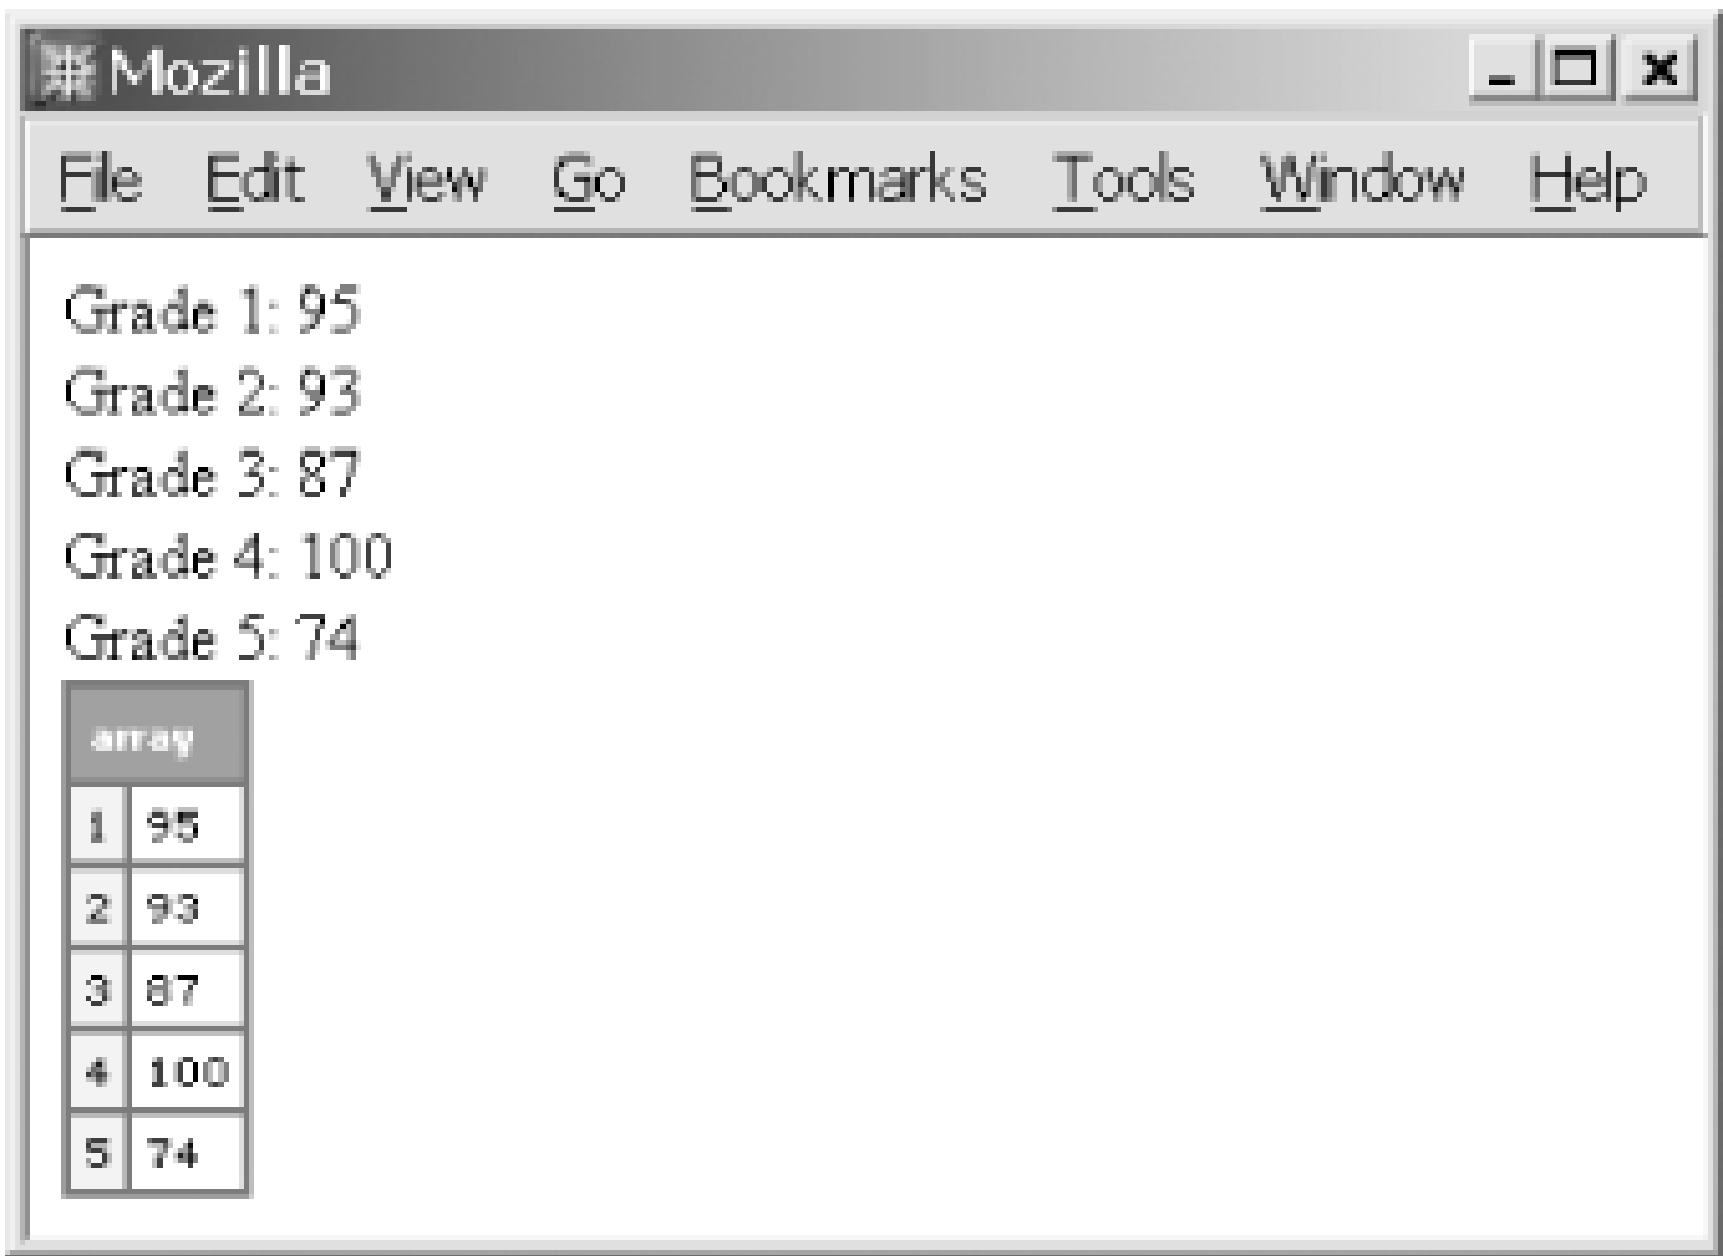 Mozilla
File Edit View Go Bookmarks Tools Window Help
Grade 1: 95
Grade 2: 93
Grade 3: 87
Grade 4: 100
Grade 5: 74
array
1 95
2 93
3 87
4 100
5 74